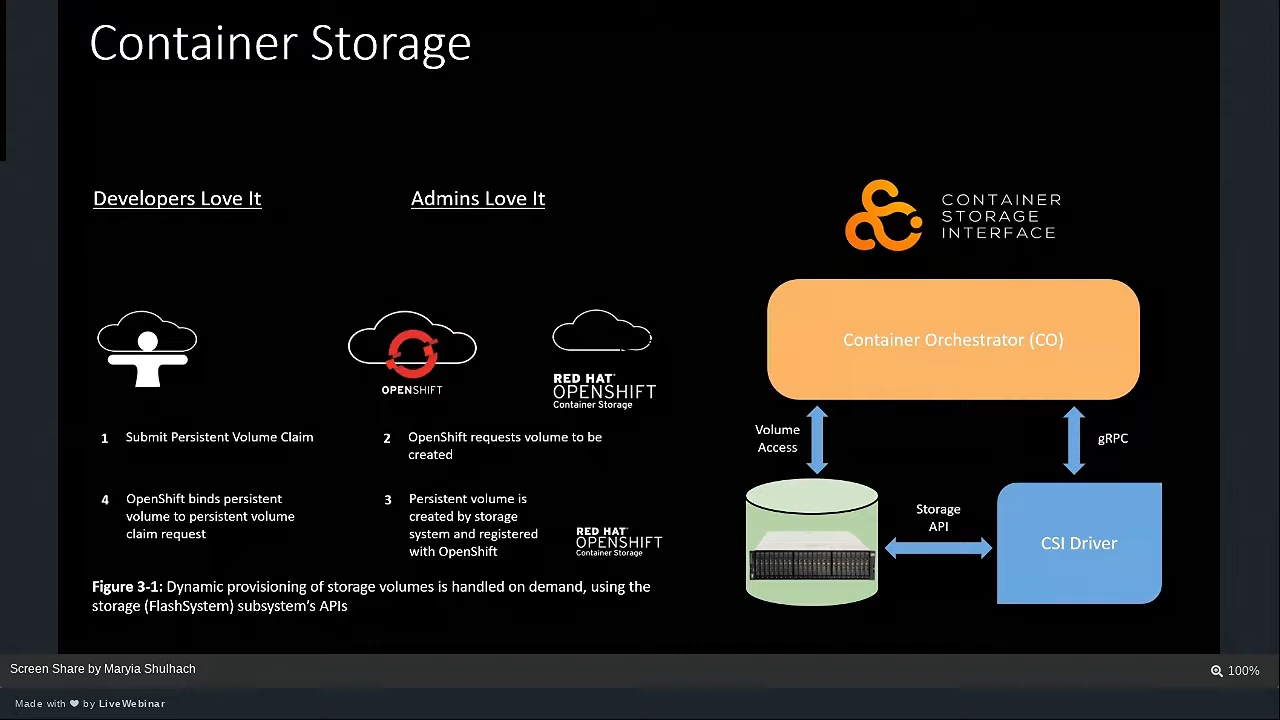 Container Storage
Developers Love It
Admins Love It
CONTAINER
STORAGE
INTERFACE
OPENSHIFT
RED HAT
OPENSHIFT
Container Storage
1 Submit Persistent Volume Claim
2 OpenShift requests volume to be
created
4 OpenShift binds persistent
volume to persistent volume
claim request
3 Persistent volume is
created by storage
system and registered
with OpenShift
RED HAT
OPENSHIFT
Container Storage
Figure 3-1: Dynamic provisioning of storage volumes is handled on demand, using the
storage (FlashSystem) subsystem's APIs
Container Orchestrator (CO)
Volume
Access
gRPC
Storage
API
CSI Driver
Screen Share by Maryia Shulhach
100%
Made with ❤ by LiveWebinar